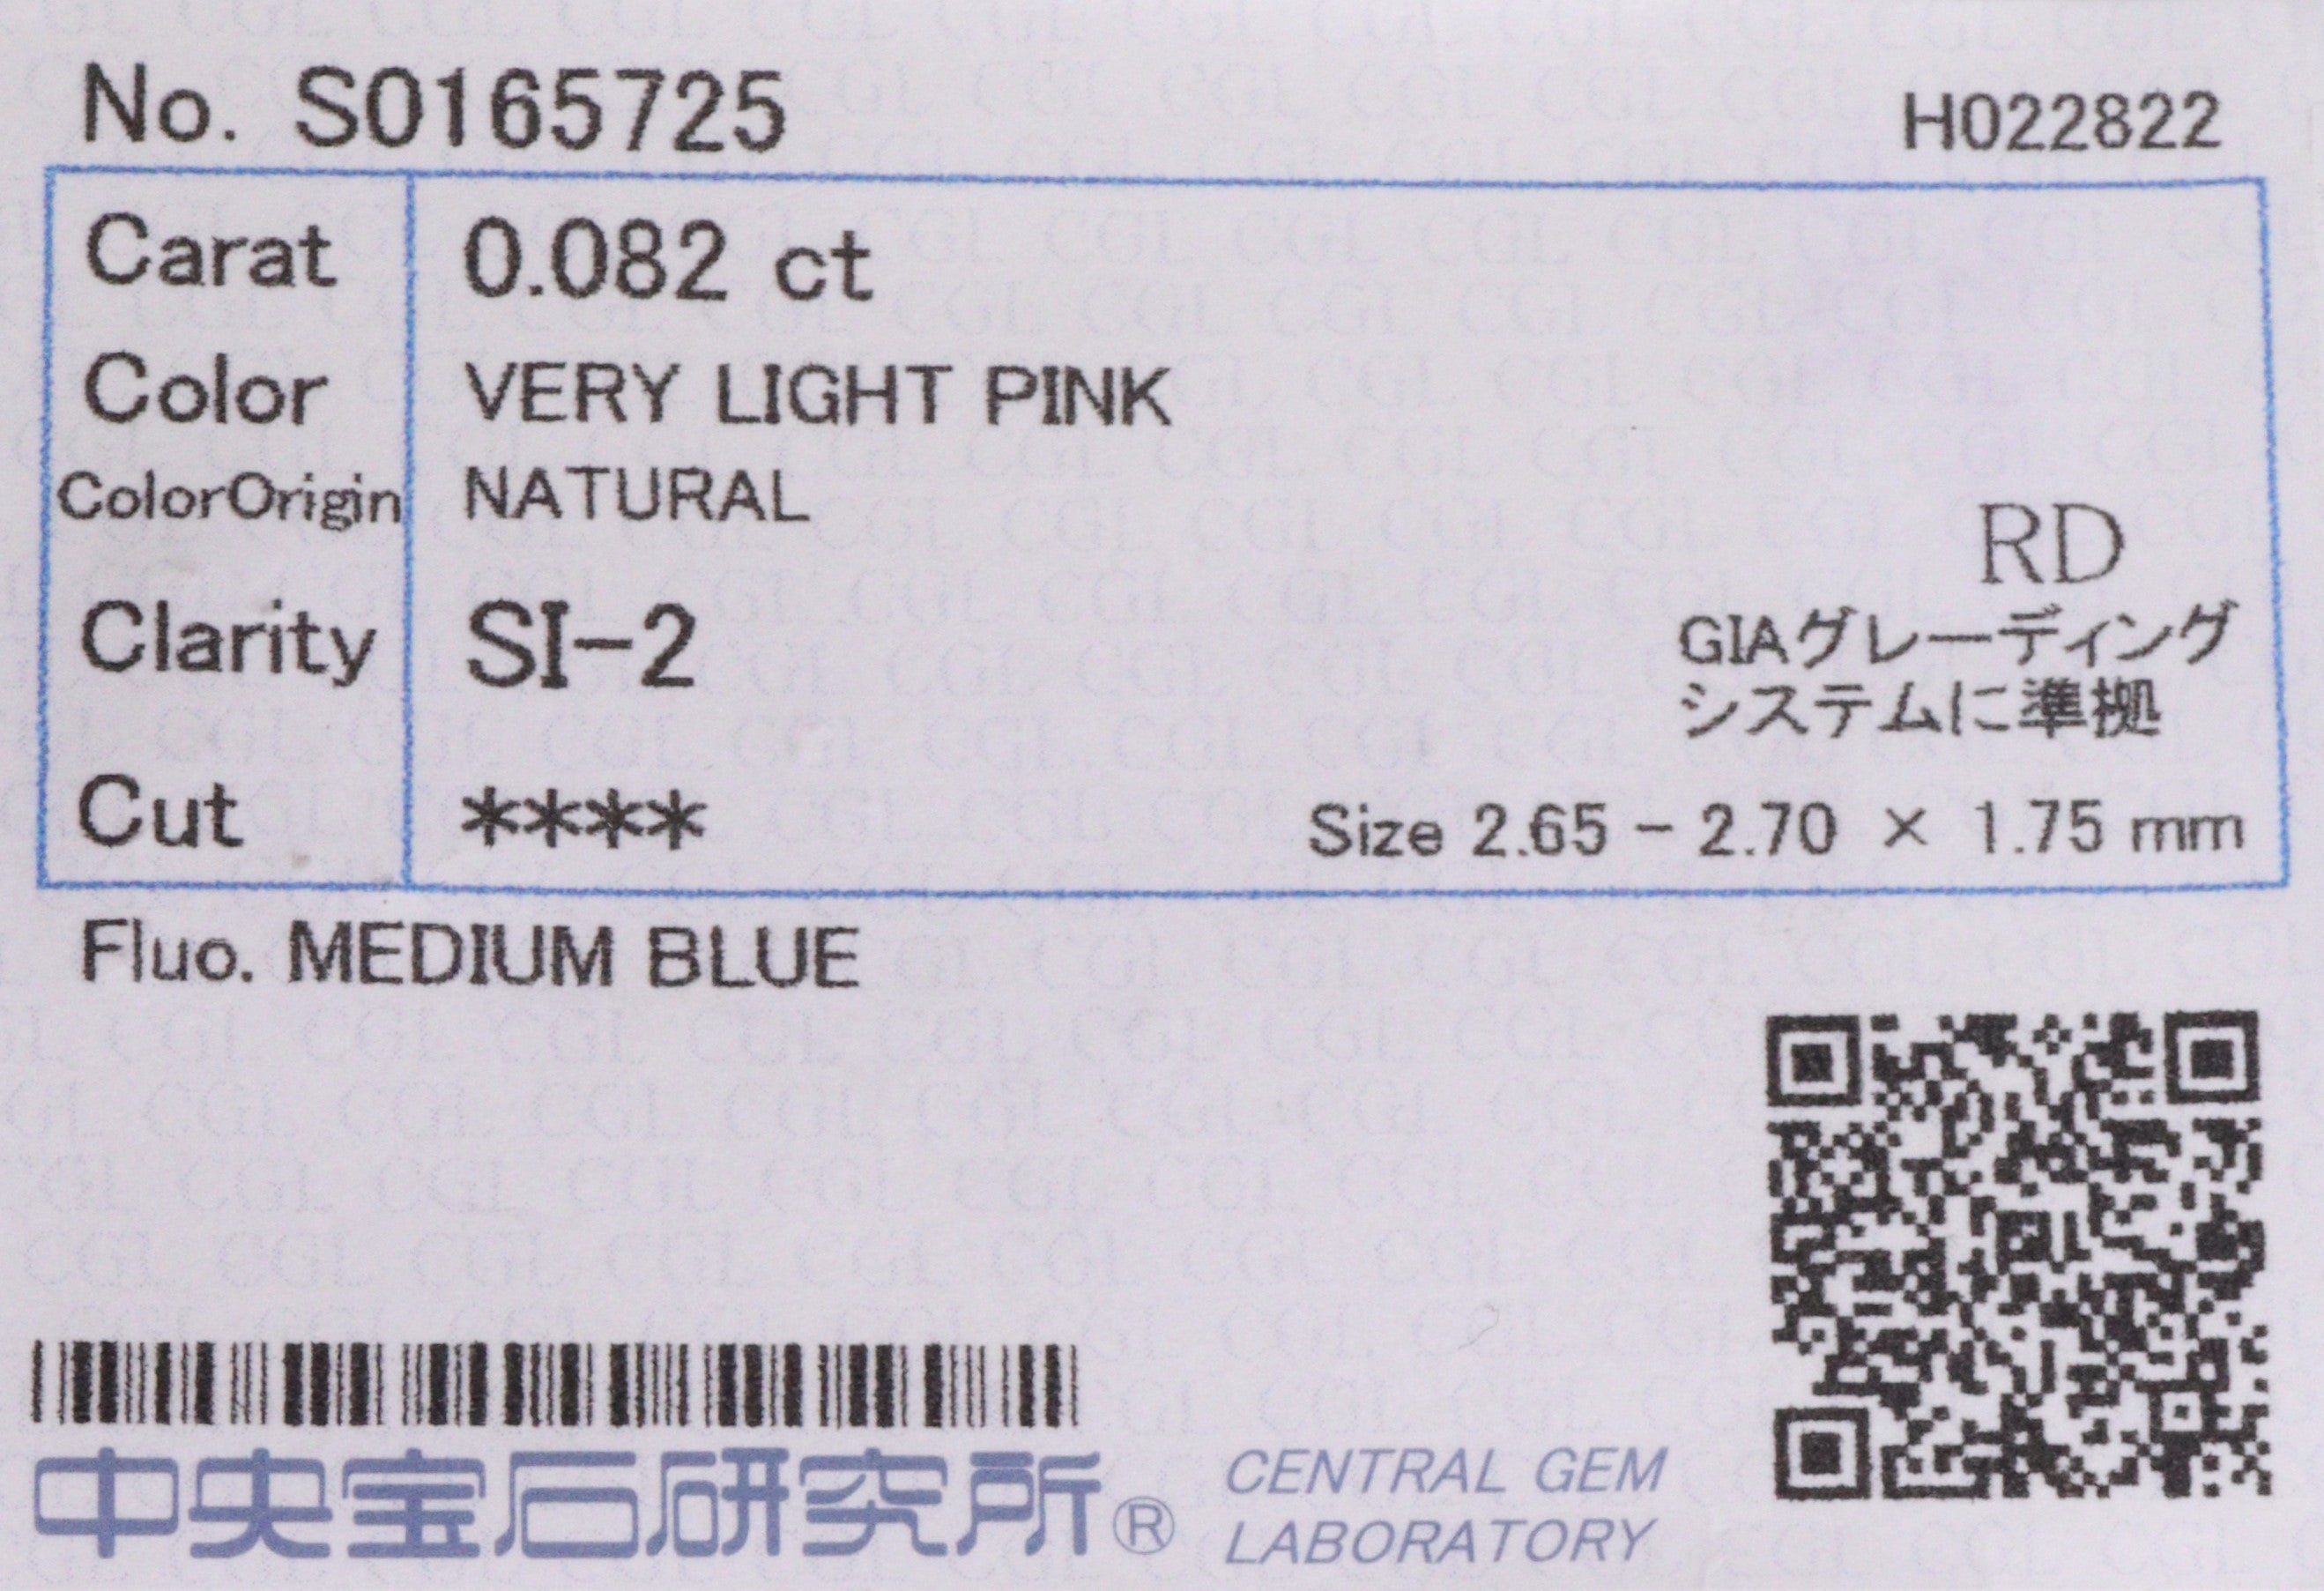 No. S0165725
H022822
Carat 0.082 ct
Color VERY LIGHT PINK
ColorOrigin NATURAL
RD
Clarity SI-2
GIAグレーディング
システムに準拠
Cut ****
Size 2.65 - 2.70 × 1.75 mm
Fluo. MEDIUM BLUE
中央宝石研究所®
CENTRAL GEM
LABORATORY